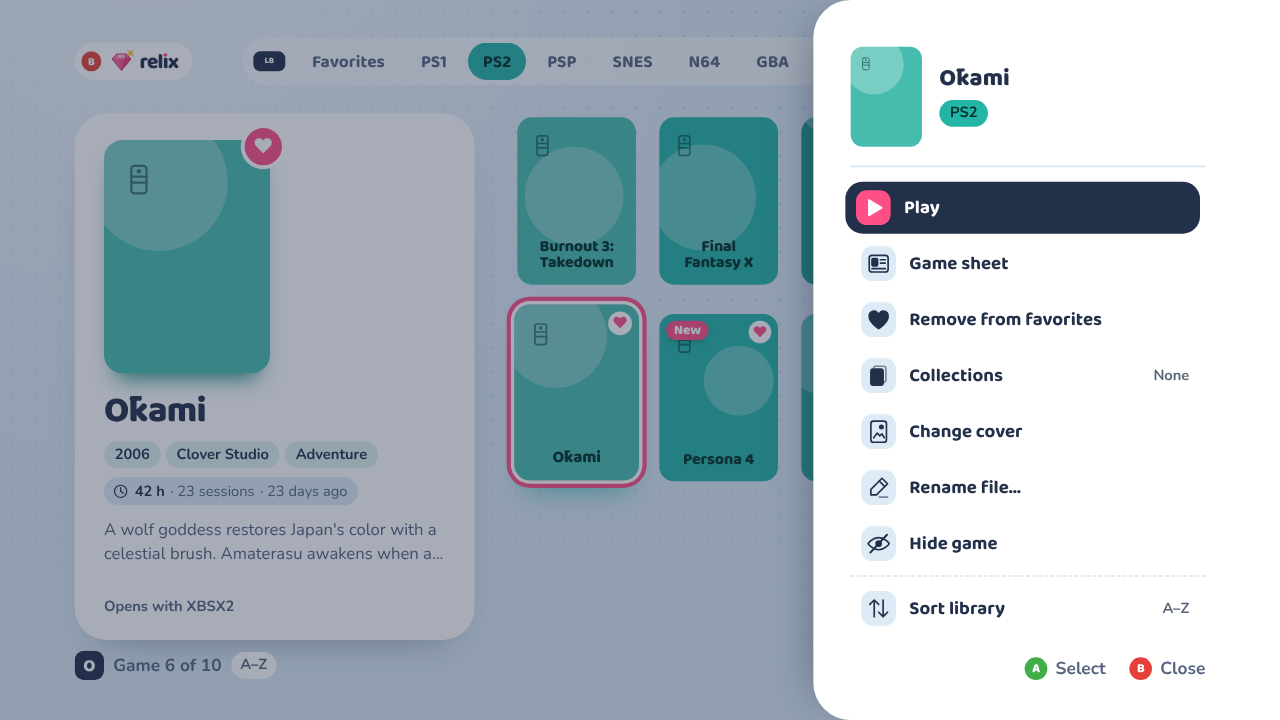 B relix
LB Favorites PS1 PS2 PSP SNES N64 GBA
Ōkami
2006 Clover Studio Adventure
42 h · 23 sessions · 23 days ago
A wolf goddess restores Japan's color with a
celestial brush. Amaterasu awakens when a...
Opens with XBSX2
O Game 6 of 10 A–Z
Burnout 3:
Takedown
Final
Fantasy X
Ōkami
New
Persona 4
Ōkami
PS2
Play
Game sheet
Remove from favorites
Collections None
Change cover
Rename file...
Hide game
Sort library A–Z
A Select B Close